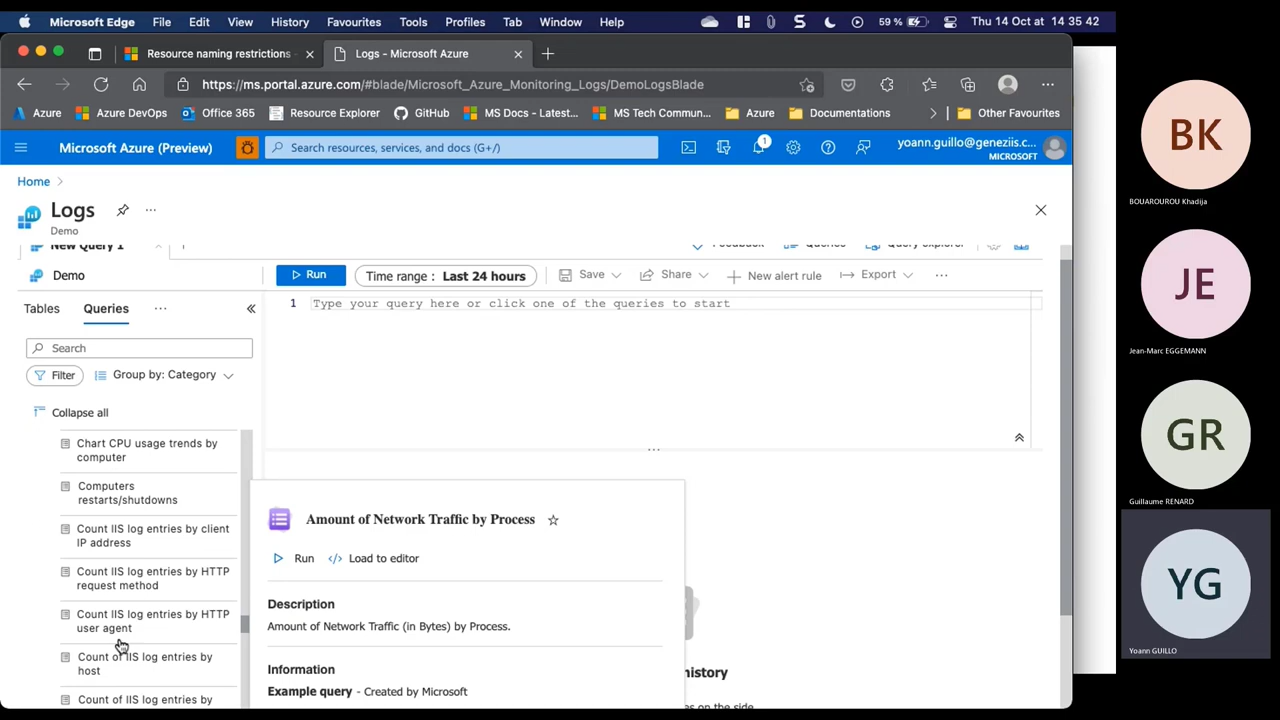 Microsoft Edge File Edit View History Favourites Tools Profiles Tab Window Help 59 % Thu 14 Oct at 14 35 42
Resource naming restrictions
Logs - Microsoft Azure
https://ms.portal.azure.com/#blade/Microsoft_Azure_Monitoring_Logs/DemoLogsBlade
Azure Azure DevOps Office 365 Resource Explorer GitHub MS Docs - Latest... MS Tech Commun... Azure Documentations Other Favourites
Microsoft Azure (Preview)
Search resources, services, and docs (G+/)
1
yoann.guillo@geneziis.c...
MICROSOFT
Home
Logs
Demo
New Query 1
Feedback Queries Query explorer
Demo
Run
Time range : Last 24 hours
Save Share New alert rule Export
Tables Queries
1 Type your query here or click one of the queries to start
Search
Filter Group by: Category
Collapse all
Chart CPU usage trends by
computer
Computers
restarts/shutdowns
Count IIS log entries by client
IP address
Count IIS log entries by HTTP
request method
Count IIS log entries by HTTP
user agent
Count of IIS log entries by
host
Count of IIS log entries by
Amount of Network Traffic by Process
Run Load to editor
Description
Amount of Network Traffic (in Bytes) by Process.
Information
Example query - Created by Microsoft
history
on the side
BK
BOUAROUROU Khadija
JE
Jean-Marc EGGEMANN
GR
Guillaume RENARD
YG
Yoann GUILLO